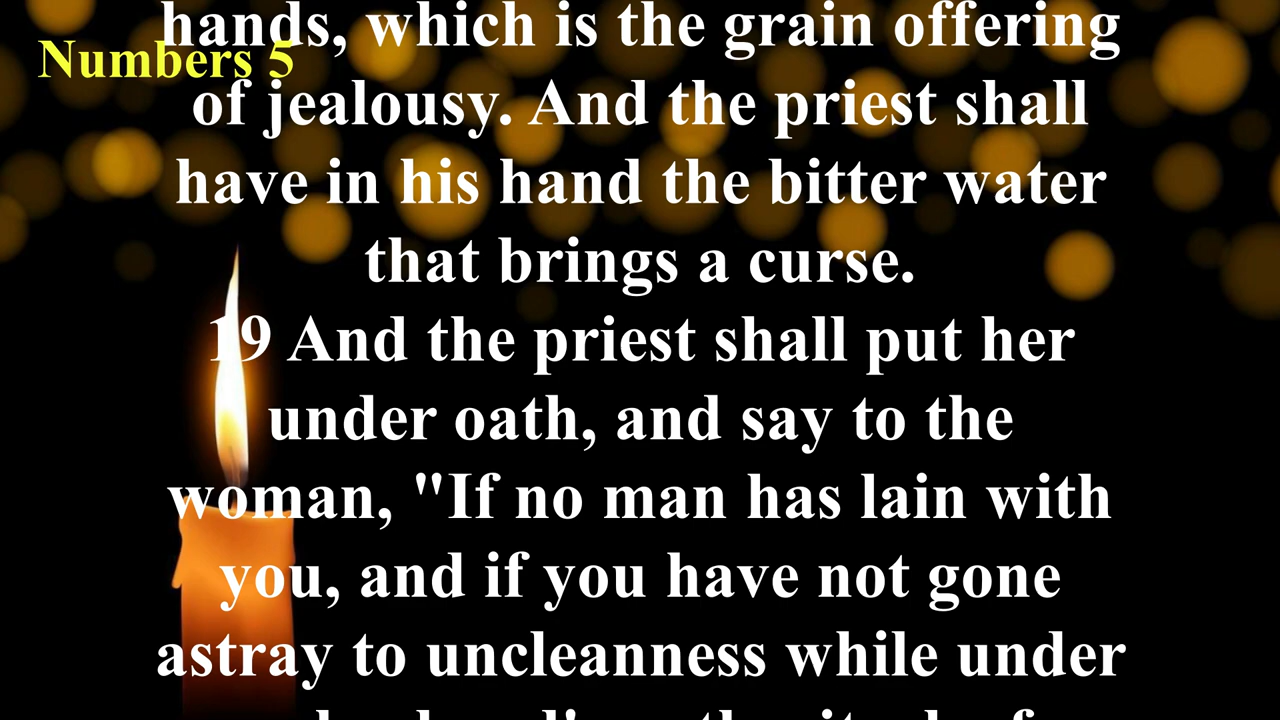 hands, which is the grain offering
Numbers 5
of jealousy. And the priest shall
have in his hand the bitter water
that brings a curse.
19 And the priest shall put her
under oath, and say to the
woman, "If no man has lain with
you, and if you have not gone
astray to uncleanness while under